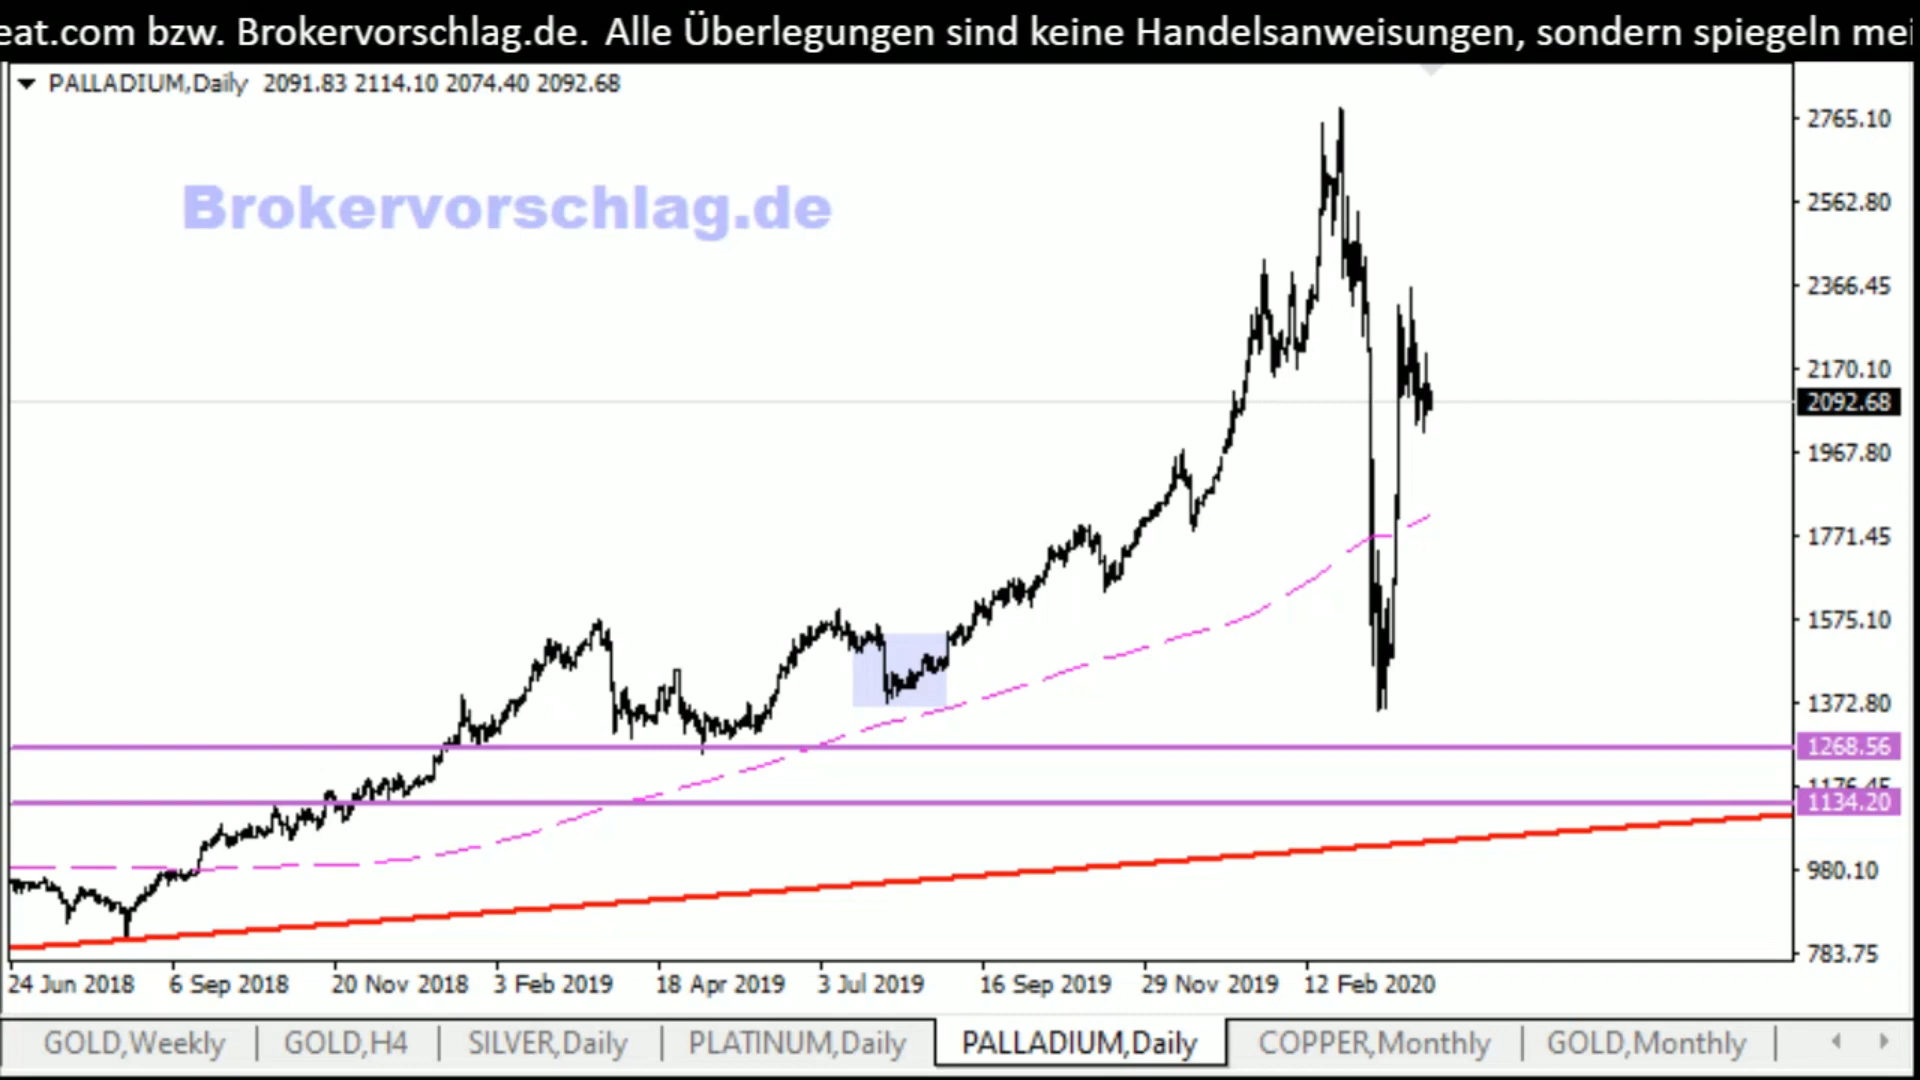 eat.com bzw. Brokervorschlag.de. Alle Überlegungen sind keine Handelsanweisungen, sondern spiegeln mei
PALLADIUM,Daily 2091.83 2114.10 2074.40 2092.68
Brokervorschlag.de
2765.10
2562.80
2366.45
2170.10
2092.68
1967.80
1771.45
1575.10
1372.80
1268.56
1176.45
1134.20
980.10
783.75
24 Jun 2018 6 Sep 2018 20 Nov 2018 3 Feb 2019 18 Apr 2019 3 Jul 2019 16 Sep 2019 29 Nov 2019 12 Feb 2020
GOLD,Weekly GOLD,H4 SILVER,Daily PLATINUM,Daily PALLADIUM,Daily COPPER,Monthly GOLD,Monthly